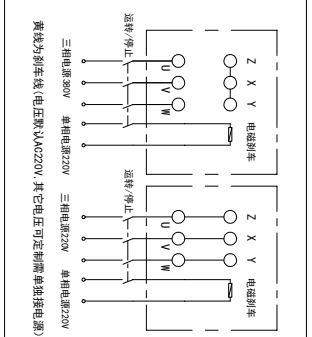 运转/停止
三相电源380V
单相电源220V
U
V
W
Z
X
Y
电磁刹车
运转/停止
三相电源220V
单相电源220V
U
V
W
Z
X
Y
电磁刹车
黄线为刹车线(电压默认AC220V,其它电压可定制需单独接电源)